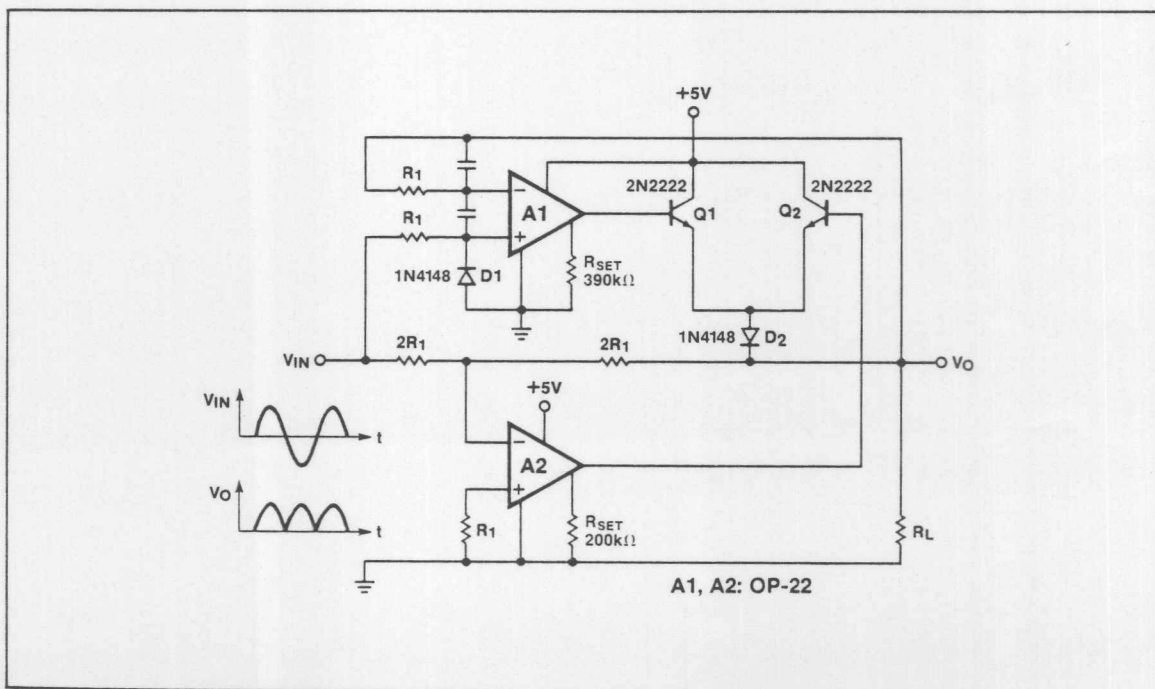 +5V
2N2222
2N2222
R1
A1
Q1
Q2
R1
1N4148
D1
RSET
390kΩ
1N4148
D2
VIN
2R1
2R1
VO
+5V
VIN
t
A2
VO
t
R1
RSET
200kΩ
RL
A1, A2: OP-22